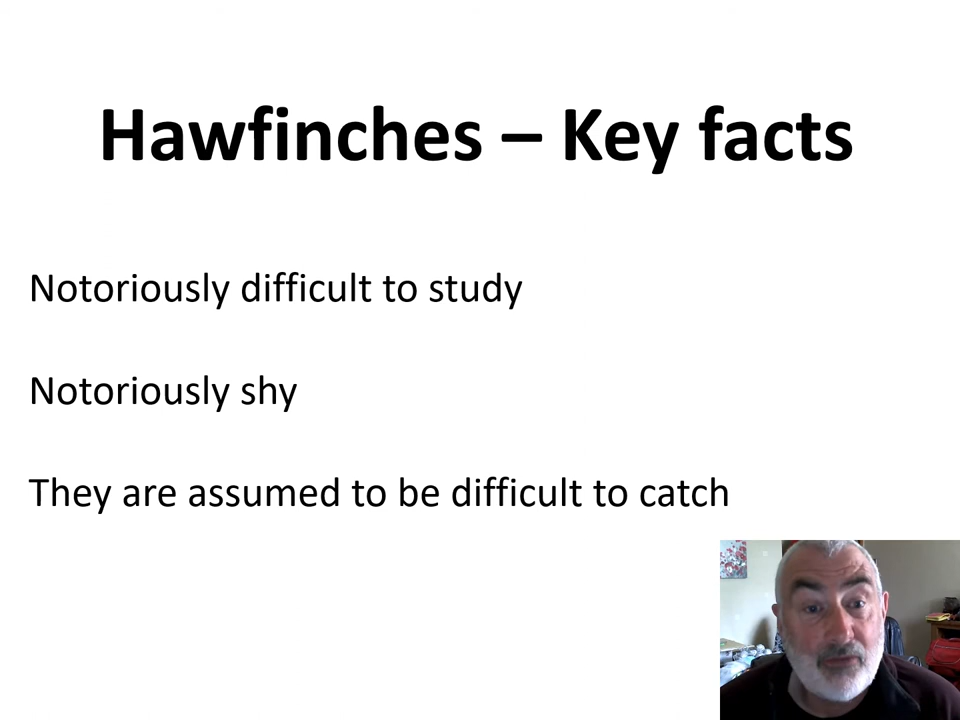 Hawfinches – Key facts
Notoriously difficult to study
Notoriously shy
They are assumed to be difficult to catch